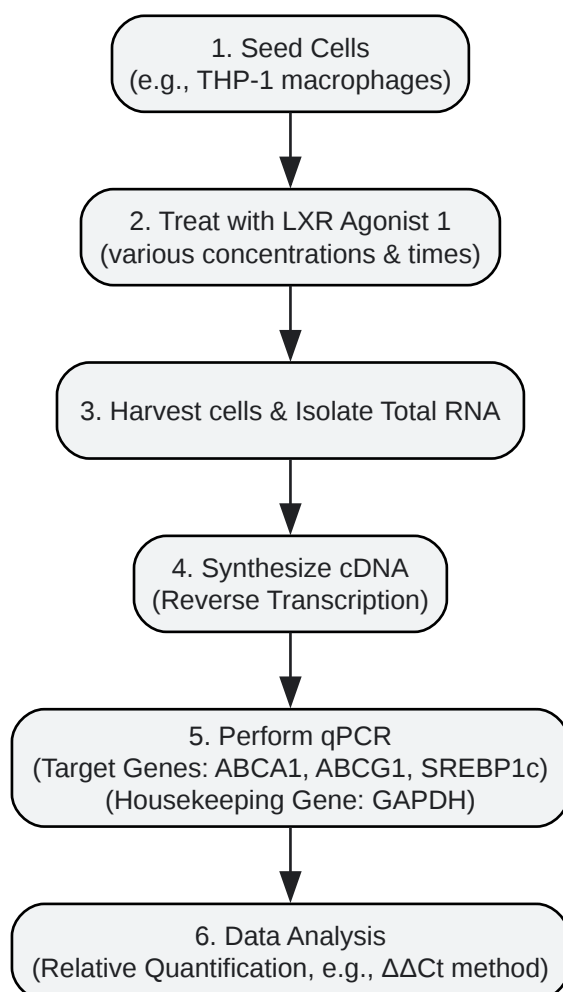 1. Seed Cells
(e.g., THP-1 macrophages)
2. Treat with LXR Agonist 1
(various concentrations & times)
3. Harvest cells & Isolate Total RNA
4. Synthesize cDNA
(Reverse Transcription)
5. Perform qPCR
(Target Genes: ABCA1, ABCG1, SREBP1c)
(Housekeeping Gene: GAPDH)
6. Data Analysis
(Relative Quantification, e.g., ΔΔCt method)